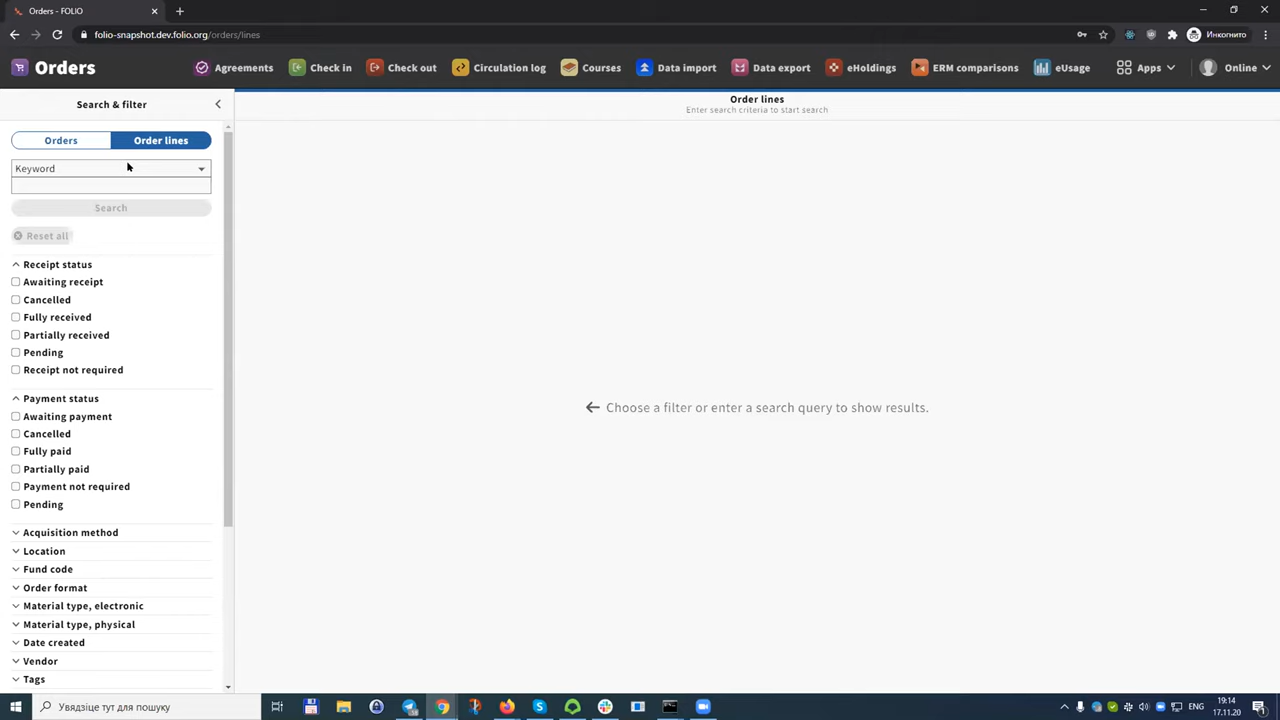 Orders - FOLIO
folio-snapshot.dev.folio.org/orders/lines
Инкогнито
Orders
Agreements
Check in
Check out
Circulation log
Courses
Data import
Data export
eHoldings
ERM comparisons
eUsage
Apps
Online
Search & filter
Order lines
Enter search criteria to start search
Orders
Order lines
Keyword
Search
Reset all
Receipt status
Awaiting receipt
Cancelled
Fully received
Partially received
Pending
Receipt not required
Payment status
Awaiting payment
Cancelled
Fully paid
Partially paid
Payment not required
Pending
Choose a filter or enter a search query to show results.
Acquisition method
Location
Fund code
Order format
Material type, electronic
Material type, physical
Date created
Vendor
Tags
Увядзіце тут для пошуку
ENG
19:14
17.11.20